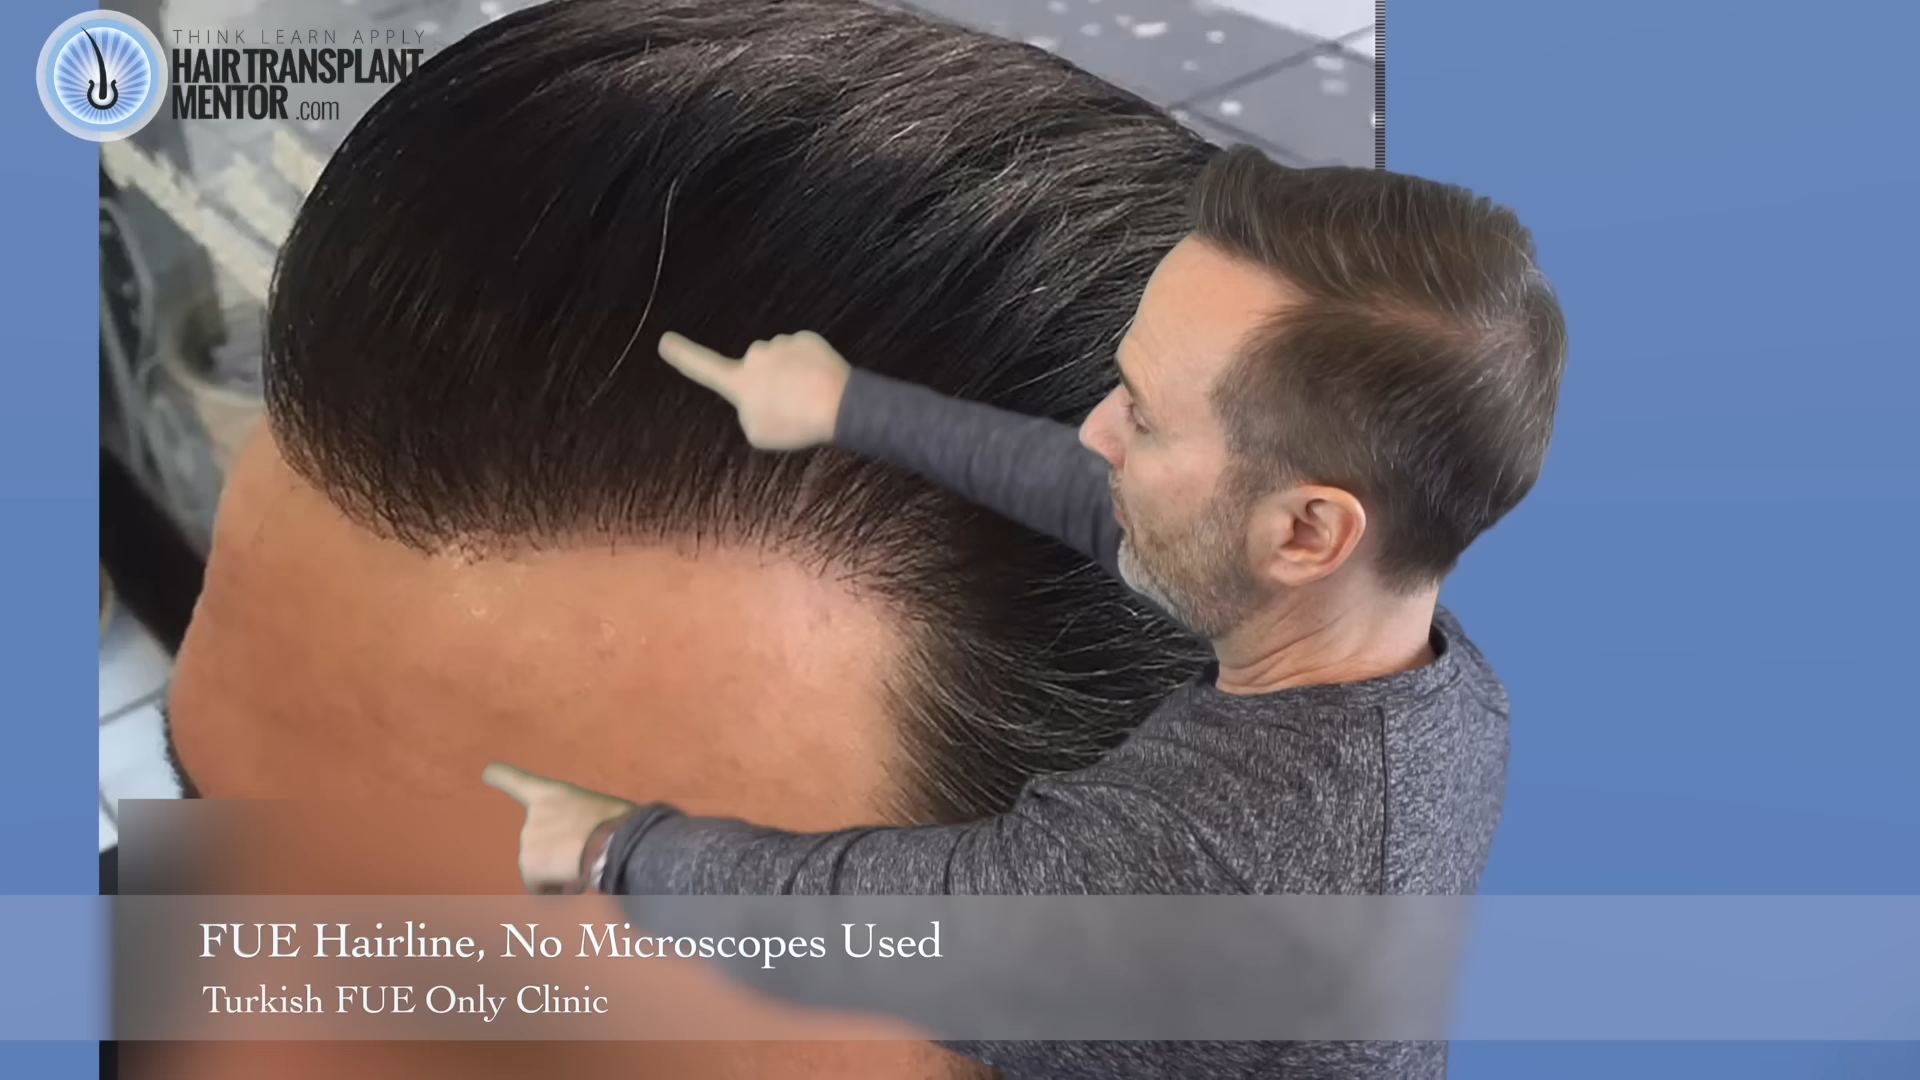 THINK LEARN APPLY
HAIRTRANSPLANT
MENTOR .com
FUE Hairline, No Microscopes Used
Turkish FUE Only Clinic